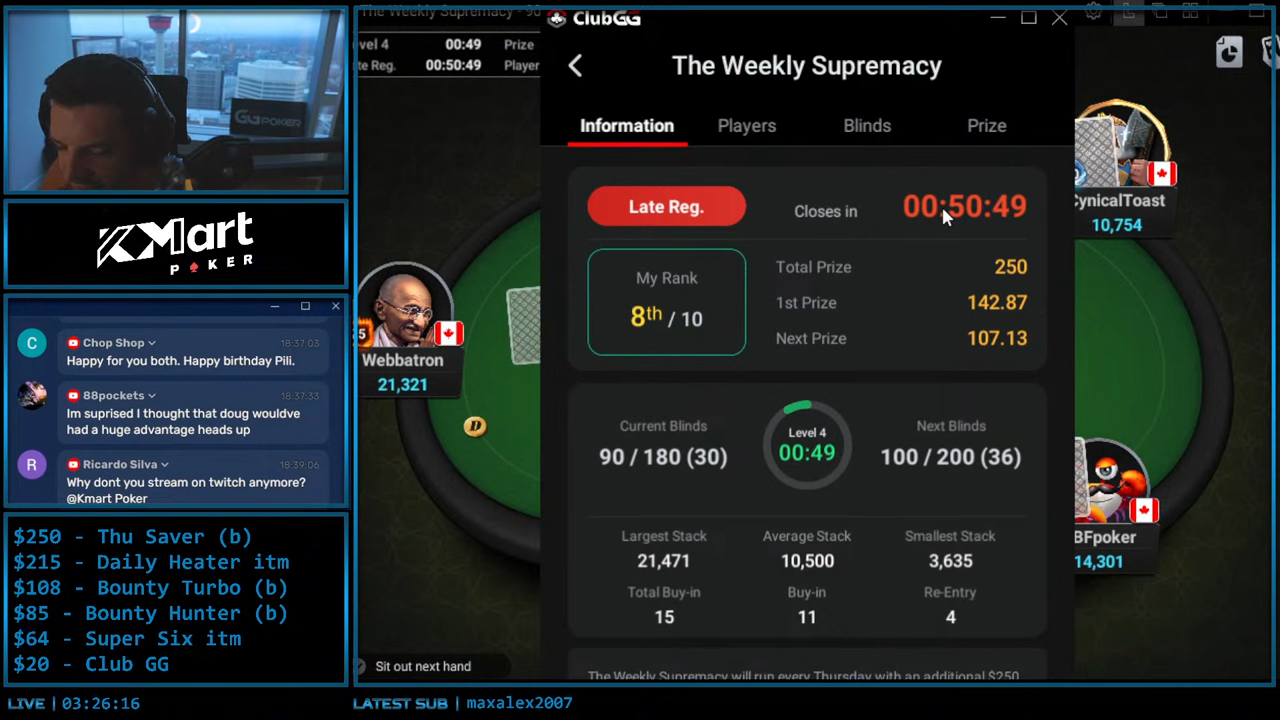 The Weekly Supremacy - 90
ClubGG
vel 4 00:49 Prize
te Reg. 00:50:49 Player
The Weekly Supremacy
Information Players Blinds Prize
Late Reg. Closes in 00:50:49
My Rank
8th / 10
Total Prize 250
1st Prize 142.87
Next Prize 107.13
Current Blinds
90 / 180 (30)
Level 4
00:49
Next Blinds
100 / 200 (36)
Largest Stack Average Stack Smallest Stack
21,471 10,500 3,635
Total Buy-in Buy-in Re-Entry
15 11 4
The Weekly Supremacy will run every Thursday with an additional $250
CynicalToast
10,754
5
Webbatron
21,321
D
BFpoker
14,301
Sit out next hand
GGPOKER
KMart
POKER
C
Chop Shop 18:37:03
Happy for you both. Happy birthday Pili.
88pockets 18:37:33
Im suprised I thought that doug wouldve
had a huge advantage heads up
R
Ricardo Silva 18:39:06
Why dont you stream on twitch anymore?
@Kmart Poker
$250 - Thu Saver (b)
$215 - Daily Heater itm
$108 - Bounty Turbo (b)
$85 - Bounty Hunter (b)
$64 - Super Six itm
$20 - Club GG
LIVE | 03:26:16
LATEST SUB | maxalex2007